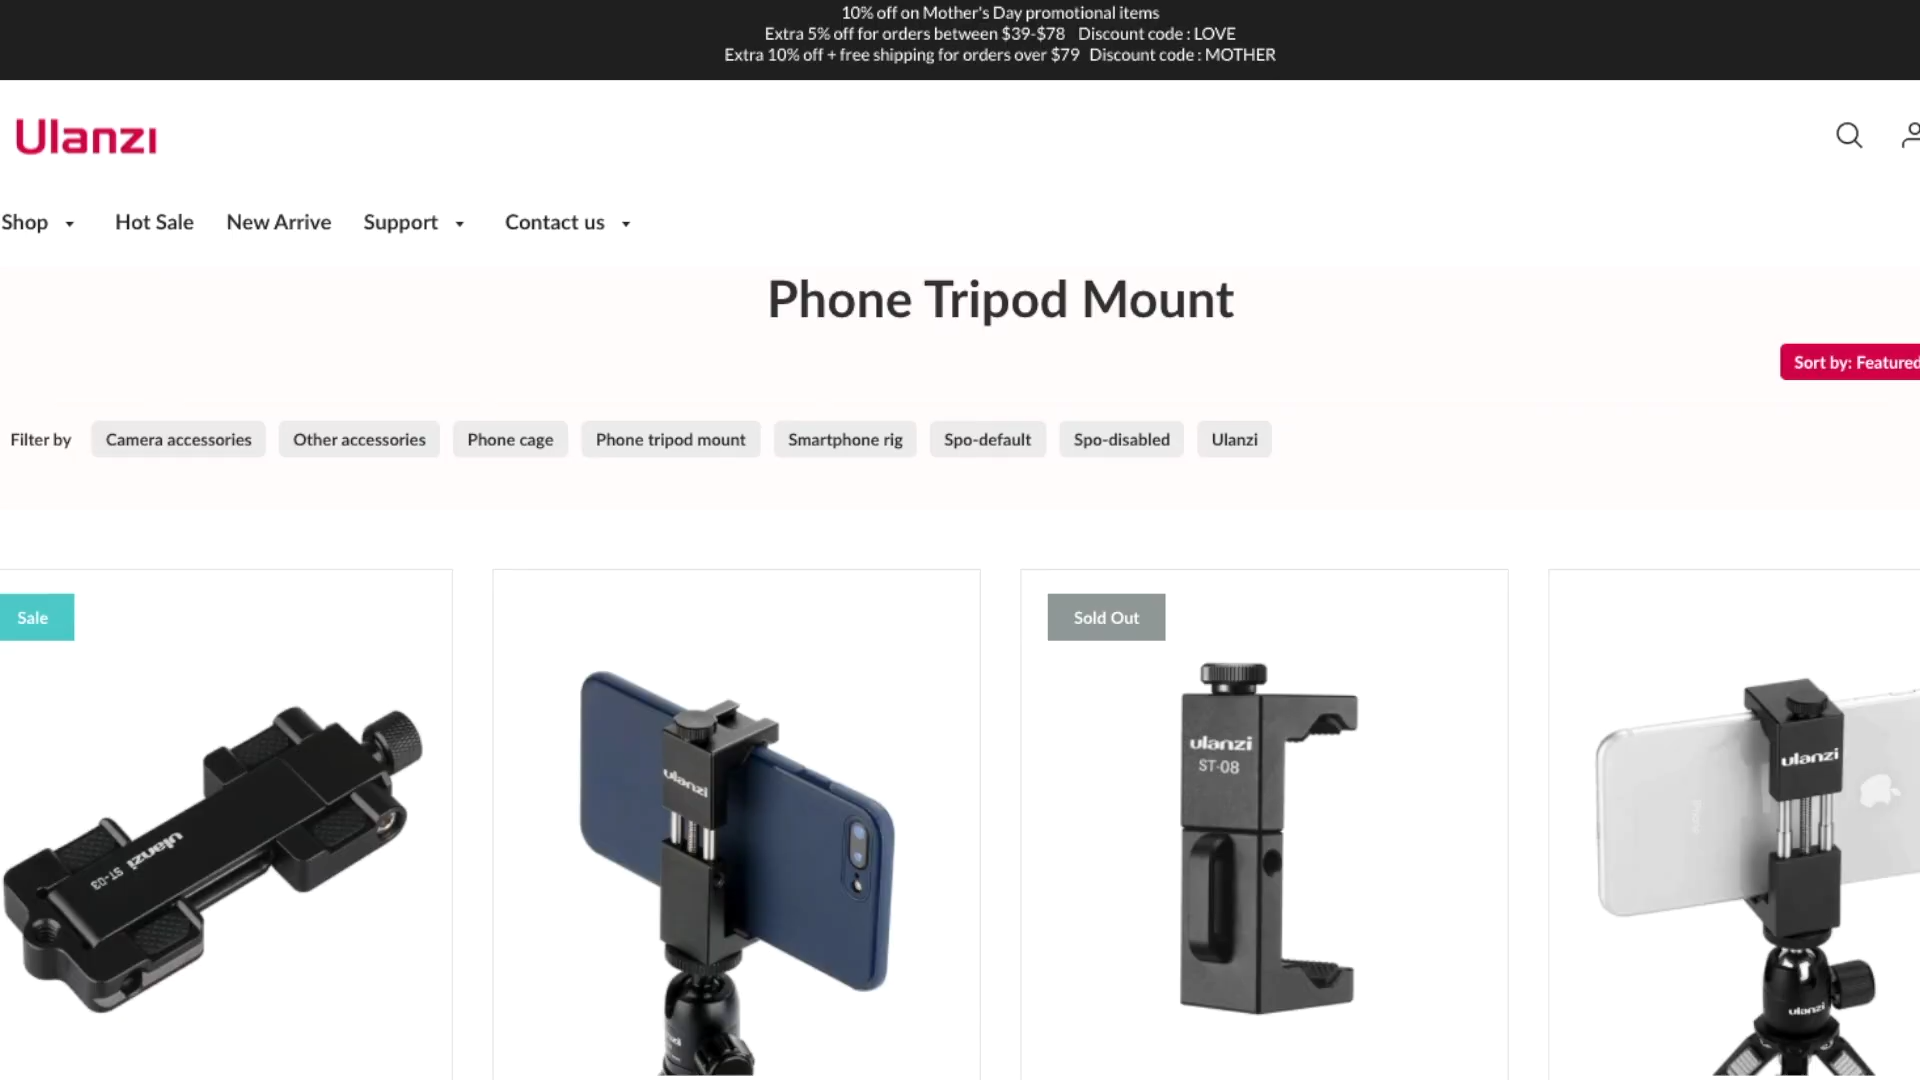 10% off on Mother's Day promotional items
Extra 5% off for orders between $39-$78 Discount code : LOVE
Extra 10% off + free shipping for orders over $79 Discount code : MOTHER
Ulanzi
Shop Hot Sale New Arrive Support Contact us
Phone Tripod Mount
Sort by: Featured
Filter by Camera accessories Other accessories Phone cage Phone tripod mount Smartphone rig Spo-default Spo-disabled Ulanzi
Sale
Sold Out
ulanzi ST-03
ulanzi
ulanzi
ST-08
ulanzi
iPhone
ulanzi